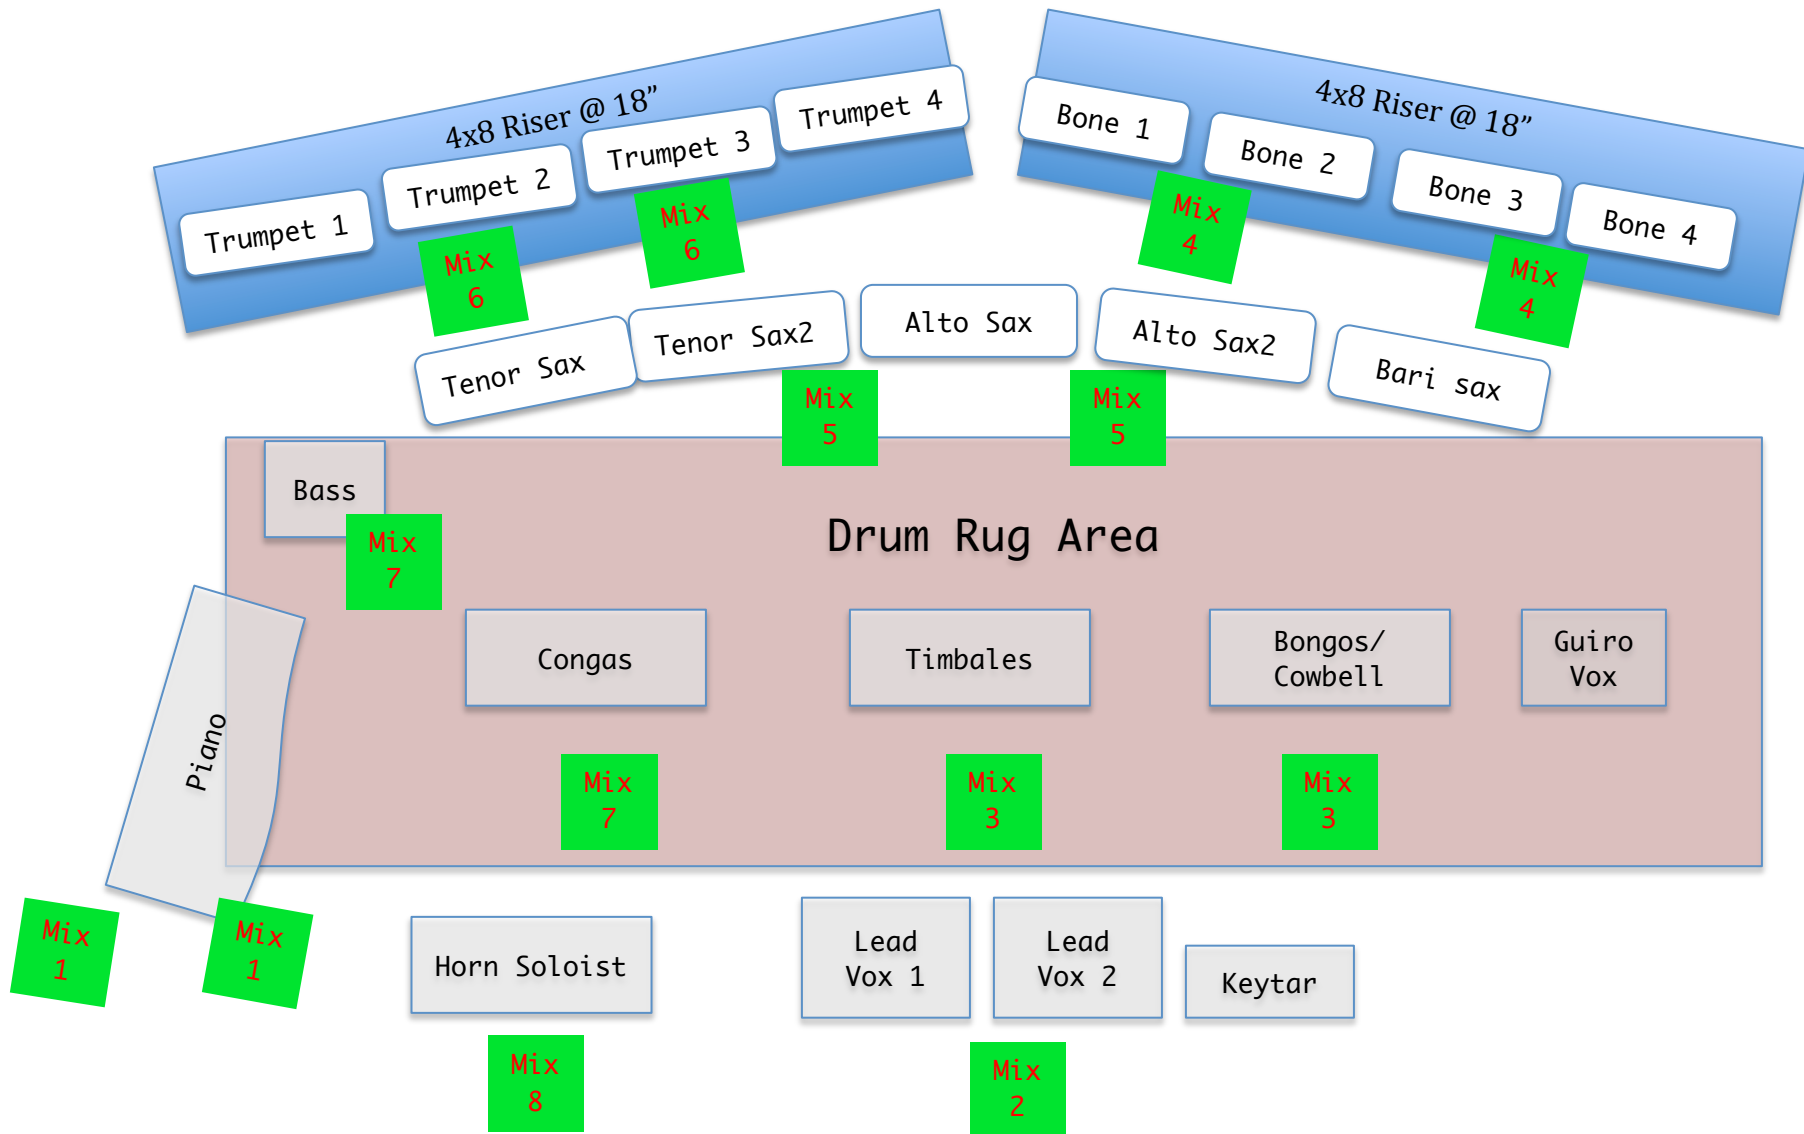 4x8 Riser @ 18”
4x8 Riser @ 18”
Trumpet 1
Trumpet 2
Trumpet 3
Trumpet 4
Bone 1
Bone 2
Bone 3
Bone 4
Mix
6
Mix
6
Mix
4
Mix
4
Tenor Sax
Tenor Sax2
Alto Sax
Alto Sax2
Bari sax
Mix
5
Mix
5
Bass
Mix
7
Drum Rug Area
Piano
Congas
Timbales
Bongos/
Cowbell
Guiro
Vox
Mix
7
Mix
3
Mix
3
Mix
1
Mix
1
Horn Soloist
Lead
Vox 1
Lead
Vox 2
Keytar
Mix
8
Mix
2